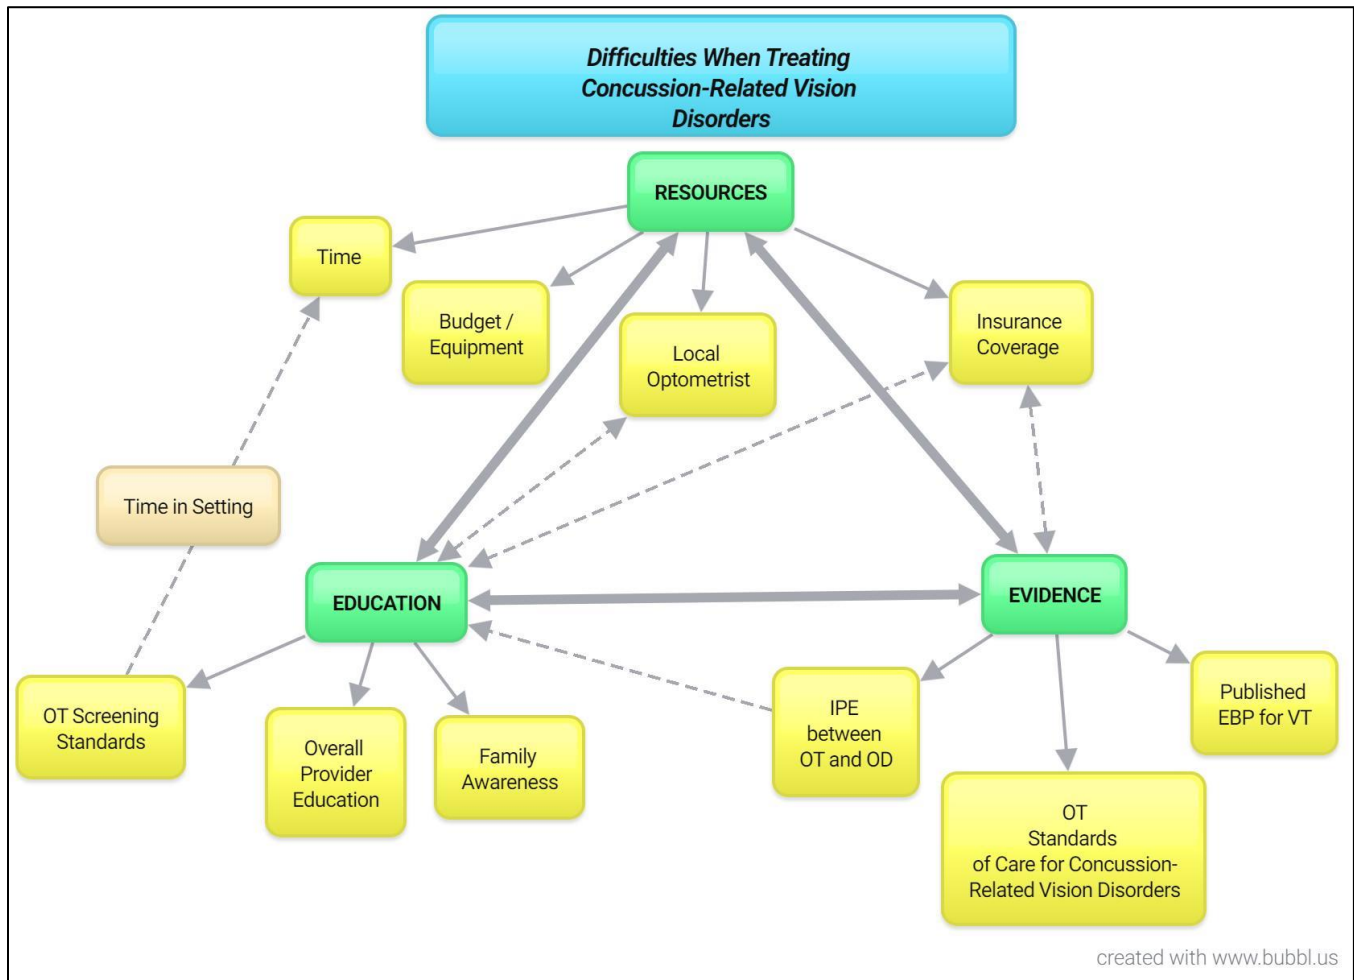 Difficulties When Treating
Concussion-Related Vision
Disorders
RESOURCES
Time
Budget /
Equipment
Local
Optometrist
Insurance
Coverage
Time in Setting
EDUCATION
EVIDENCE
OT Screening
Standards
Overall
Provider
Education
Family
Awareness
IPE
between
OT and OD
Published
EBP for VT
OT
Standards
of Care for Concussion-
Related Vision Disorders
created with www.bubbl.us